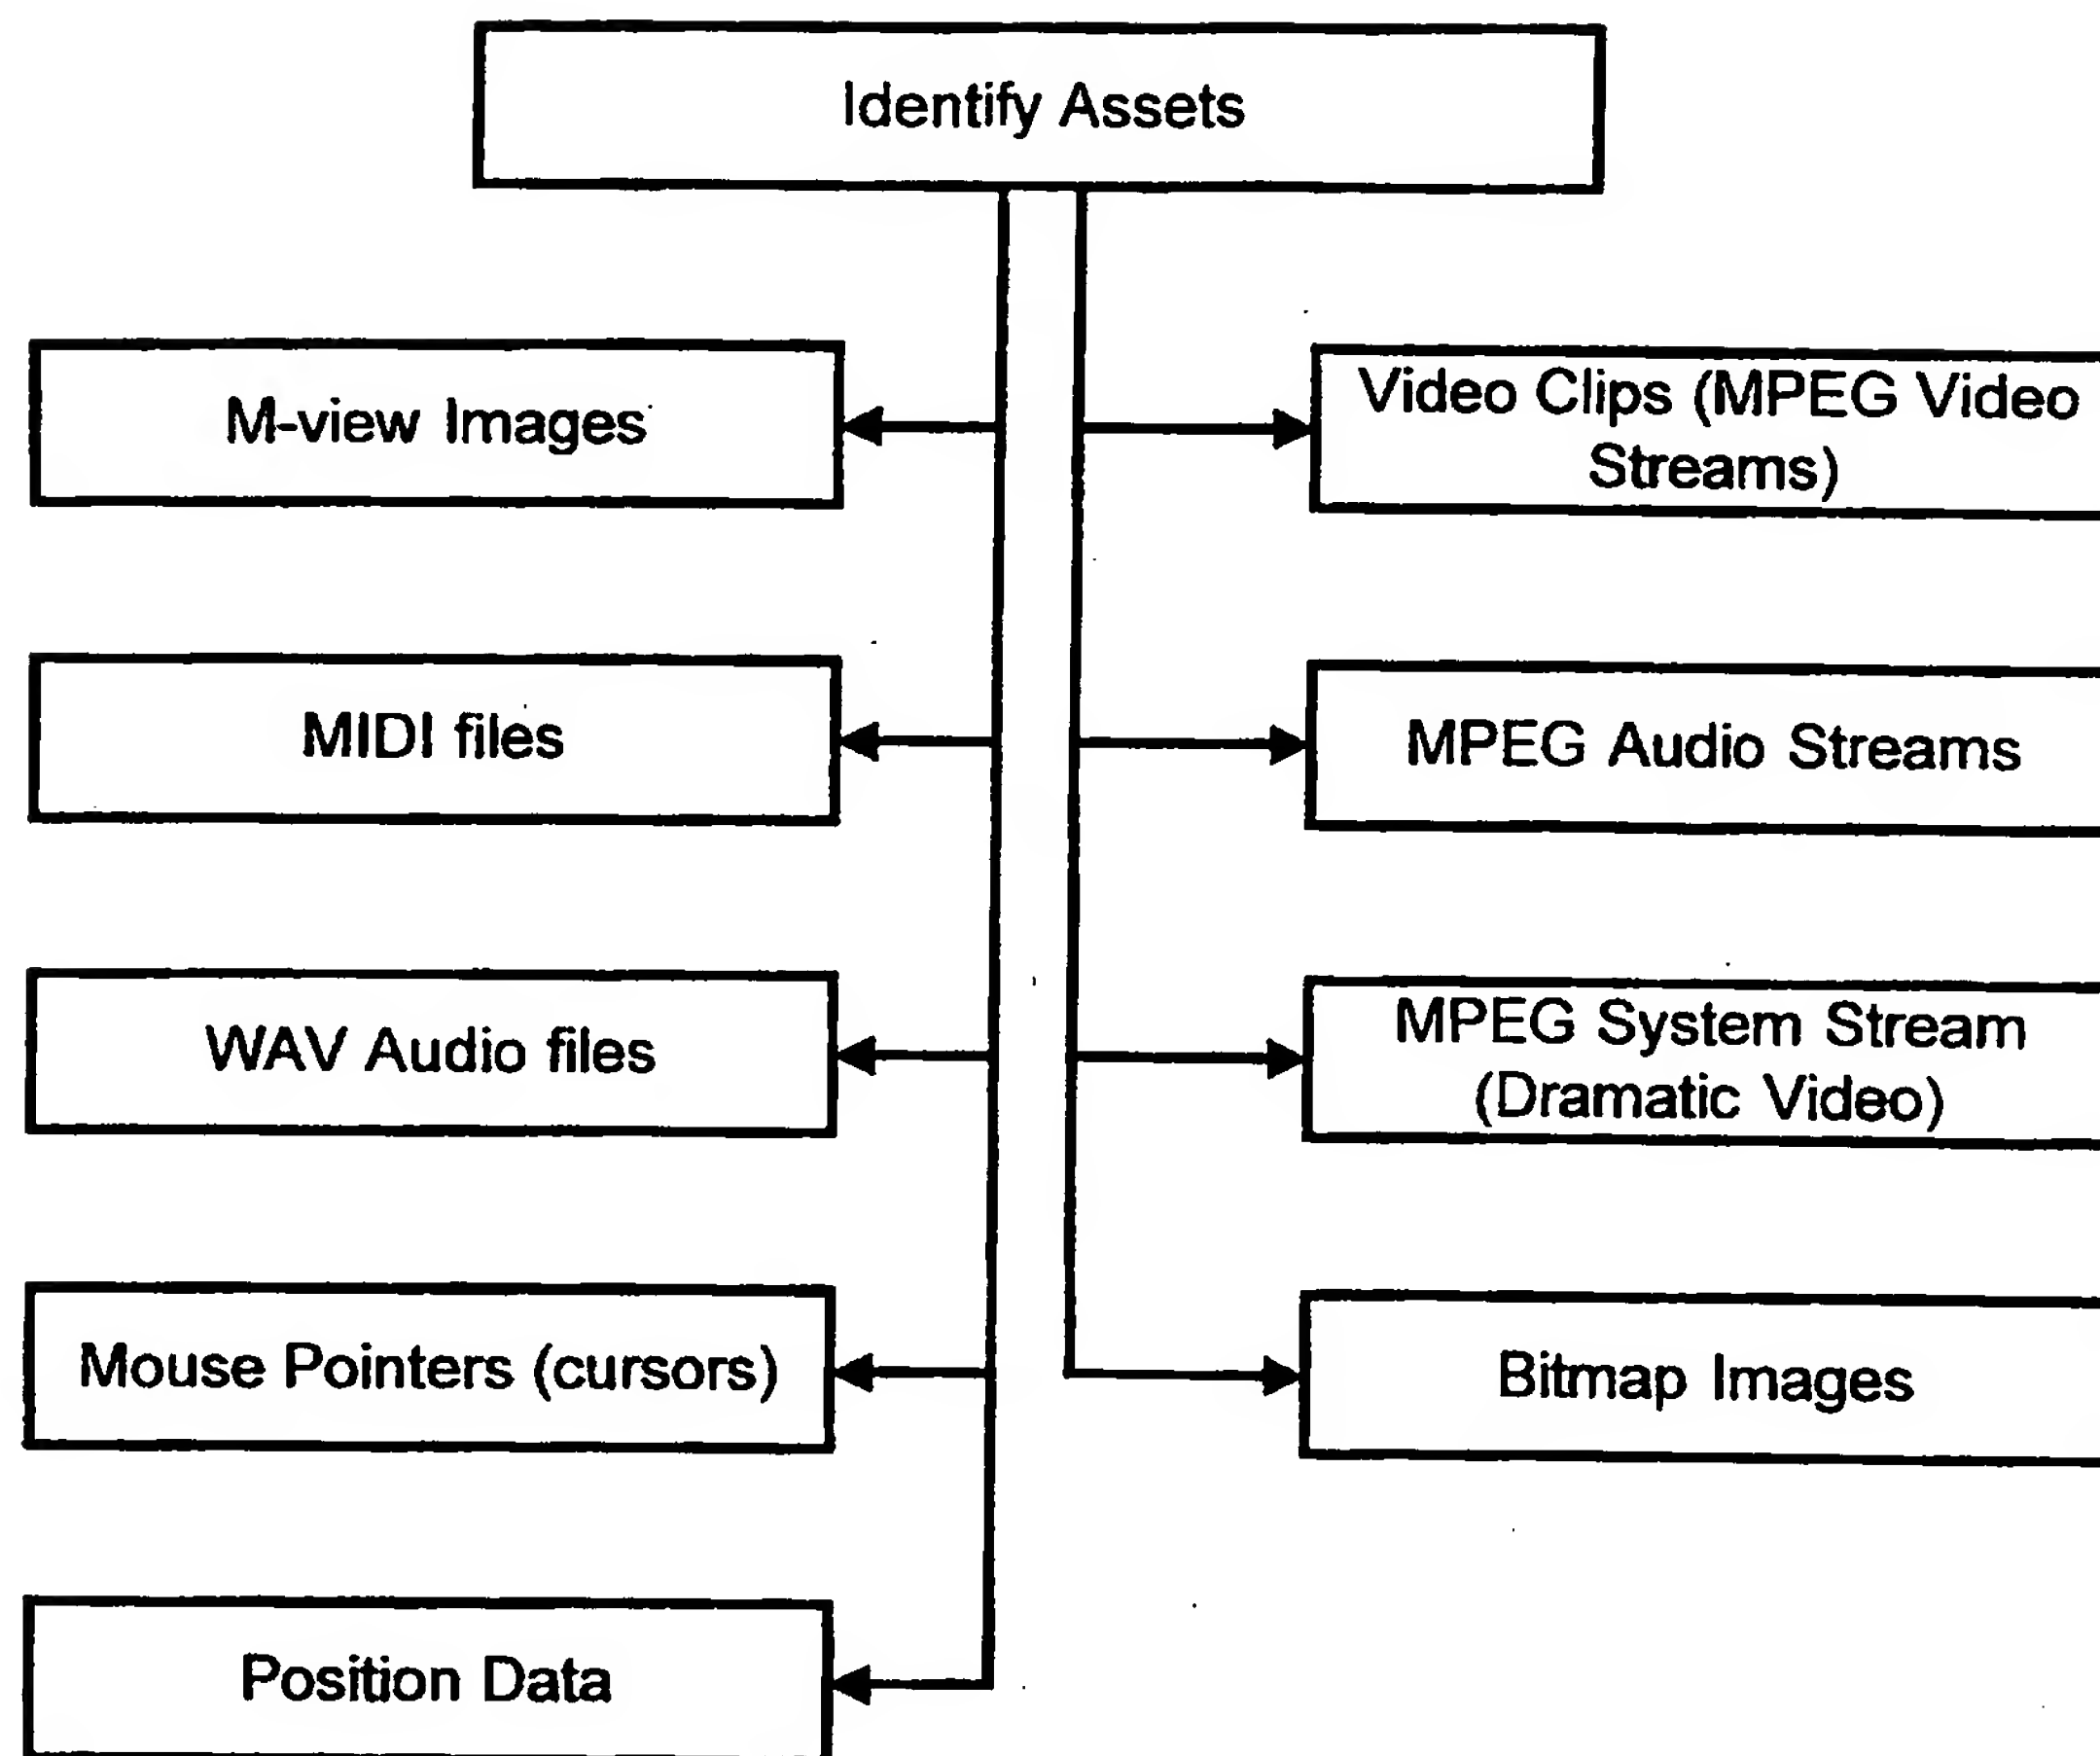 Identify Assets
M-view Images
Video Clips (MPEG Video
Streams)
MIDI files
MPEG Audio Streams
WAV Audio files
MPEG System Stream
(Dramatic Video)
Mouse Pointers (cursors)
Bitmap Images
Position Data